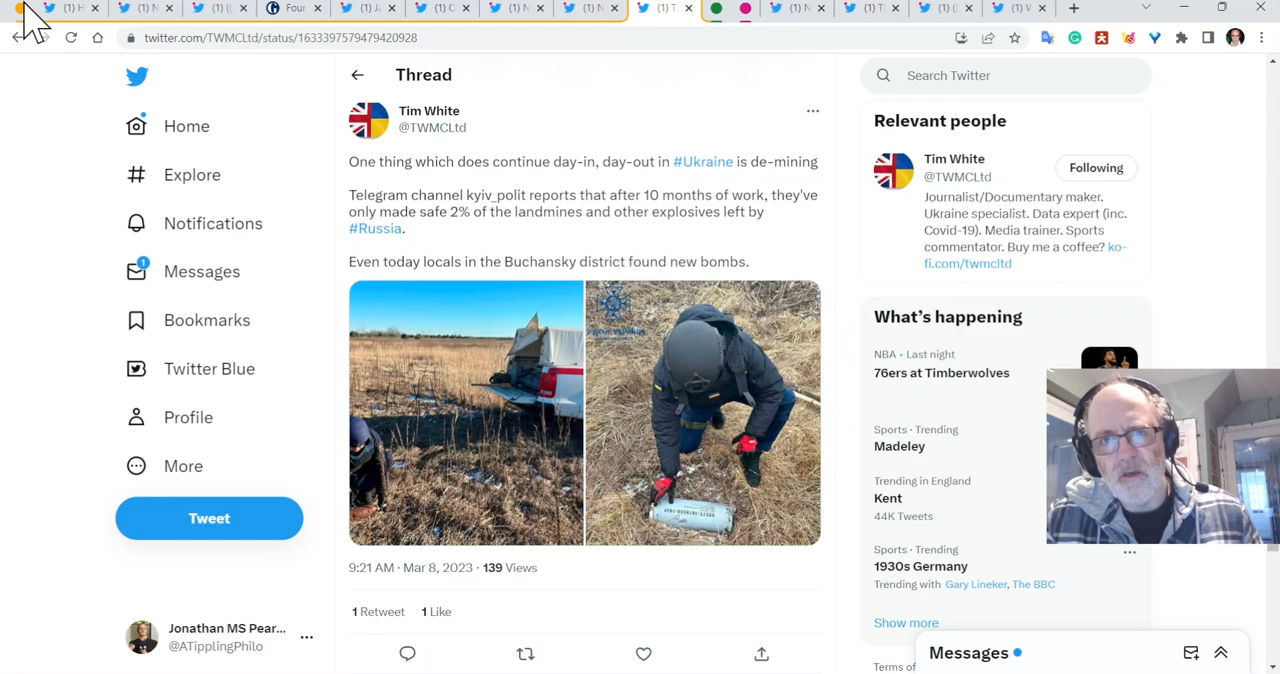 Four
twitter.com/TWMCLtd/status/1633397579479420928
Home
Explore
Notifications
1
Messages
Bookmarks
Twitter Blue
Profile
More
Tweet
Jonathan MS Pear...
@ATipplingPhilo
Thread
Tim White
@TWMCLtd
One thing which does continue day-in, day-out in #Ukraine is de-mining
Telegram channel kyiv_polit reports that after 10 months of work, they've
only made safe 2% of the landmines and other explosives left by
#Russia.
Even today locals in the Buchansky district found new bombs.
9:21 AM · Mar 8, 2023 · 139 Views
1 Retweet 1 Like
Search Twitter
Relevant people
Tim White
@TWMCLtd
Following
Journalist/Documentary maker.
Ukraine specialist. Data expert (inc.
Covid-19). Media trainer. Sports
commentator. Buy me a coffee? ko-
fi.com/twmcltd
What's happening
NBA · Last night
76ers at Timberwolves
Sports · Trending
Madeley
Trending in England
Kent
44K Tweets
Sports · Trending
1930s Germany
Trending with Gary Lineker, The BBC
Show more
Terms of
Messages